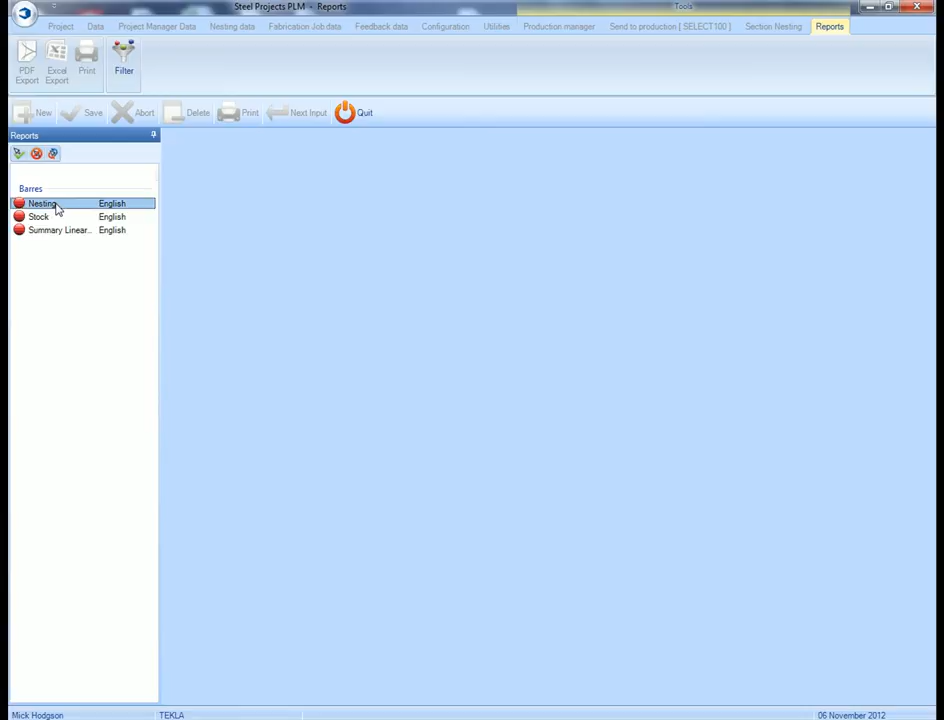 Steel Projects PLM - Reports
Tools
Project Data Project Manager Data Nesting data Fabrication Job data Feedback data Configuration Utilities Production manager Send to production [ SELECT100 ] Section Nesting Reports
PDF Export
Excel Export
Print
Filter
New Save Abort Delete Print Next Input Quit
Reports
Barres
Nesting English
Stock English
Summary Linear.. English
Mick Hodgson TEKLA 06 November 2012